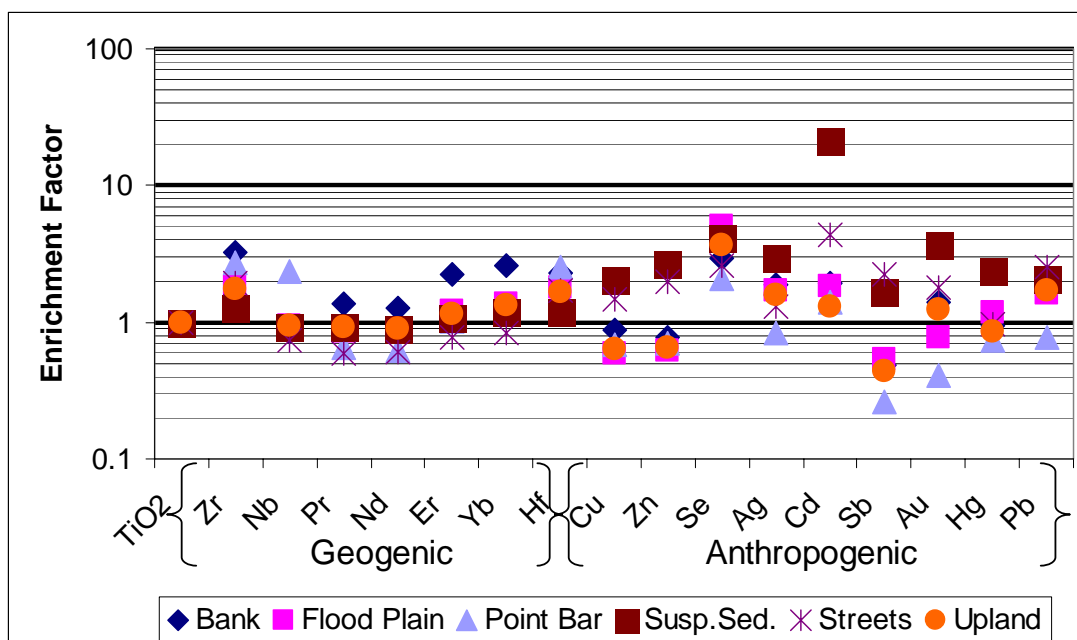 100
10
1
0.1
Enrichment Factor
TiO2 Zr Nb Pr Nd Er Yb Hf Cu Zn Se Ag Cd Sb Au Hg Pb
Geogenic Anthropogenic
Bank Flood Plain Point Bar Susp.Sed. Streets Upland